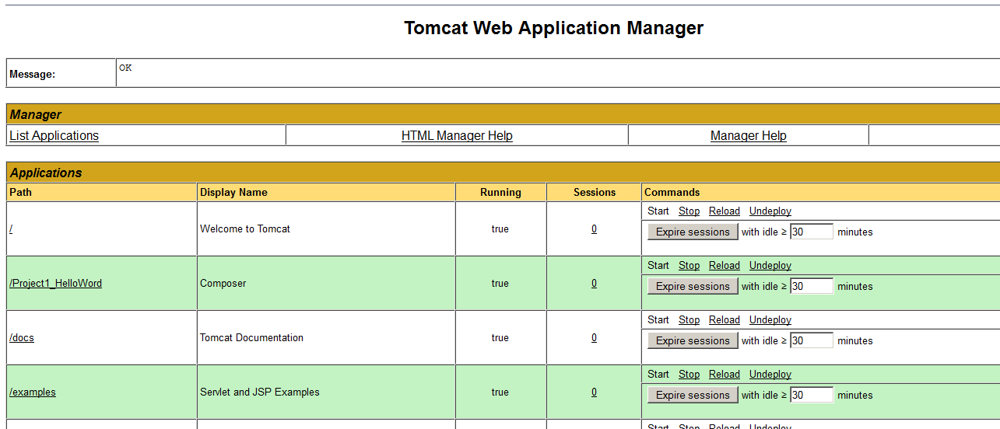 Tomcat Web Application Manager
Message: OK
Manager
List Applications HTML Manager Help Manager Help
Applications
Path Display Name Running Sessions Commands
Start Stop Reload Undeploy
/ Welcome to Tomcat true 0
Expire sessions with idle ≥ 30 minutes
Start Stop Reload Undeploy
/Project1_HelloWord Composer true 0
Expire sessions with idle ≥ 30 minutes
Start Stop Reload Undeploy
/docs Tomcat Documentation true 0
Expire sessions with idle ≥ 30 minutes
Start Stop Reload Undeploy
/examples Servlet and JSP Examples true 0
Expire sessions with idle ≥ 30 minutes
Start Stop Reload Undeploy